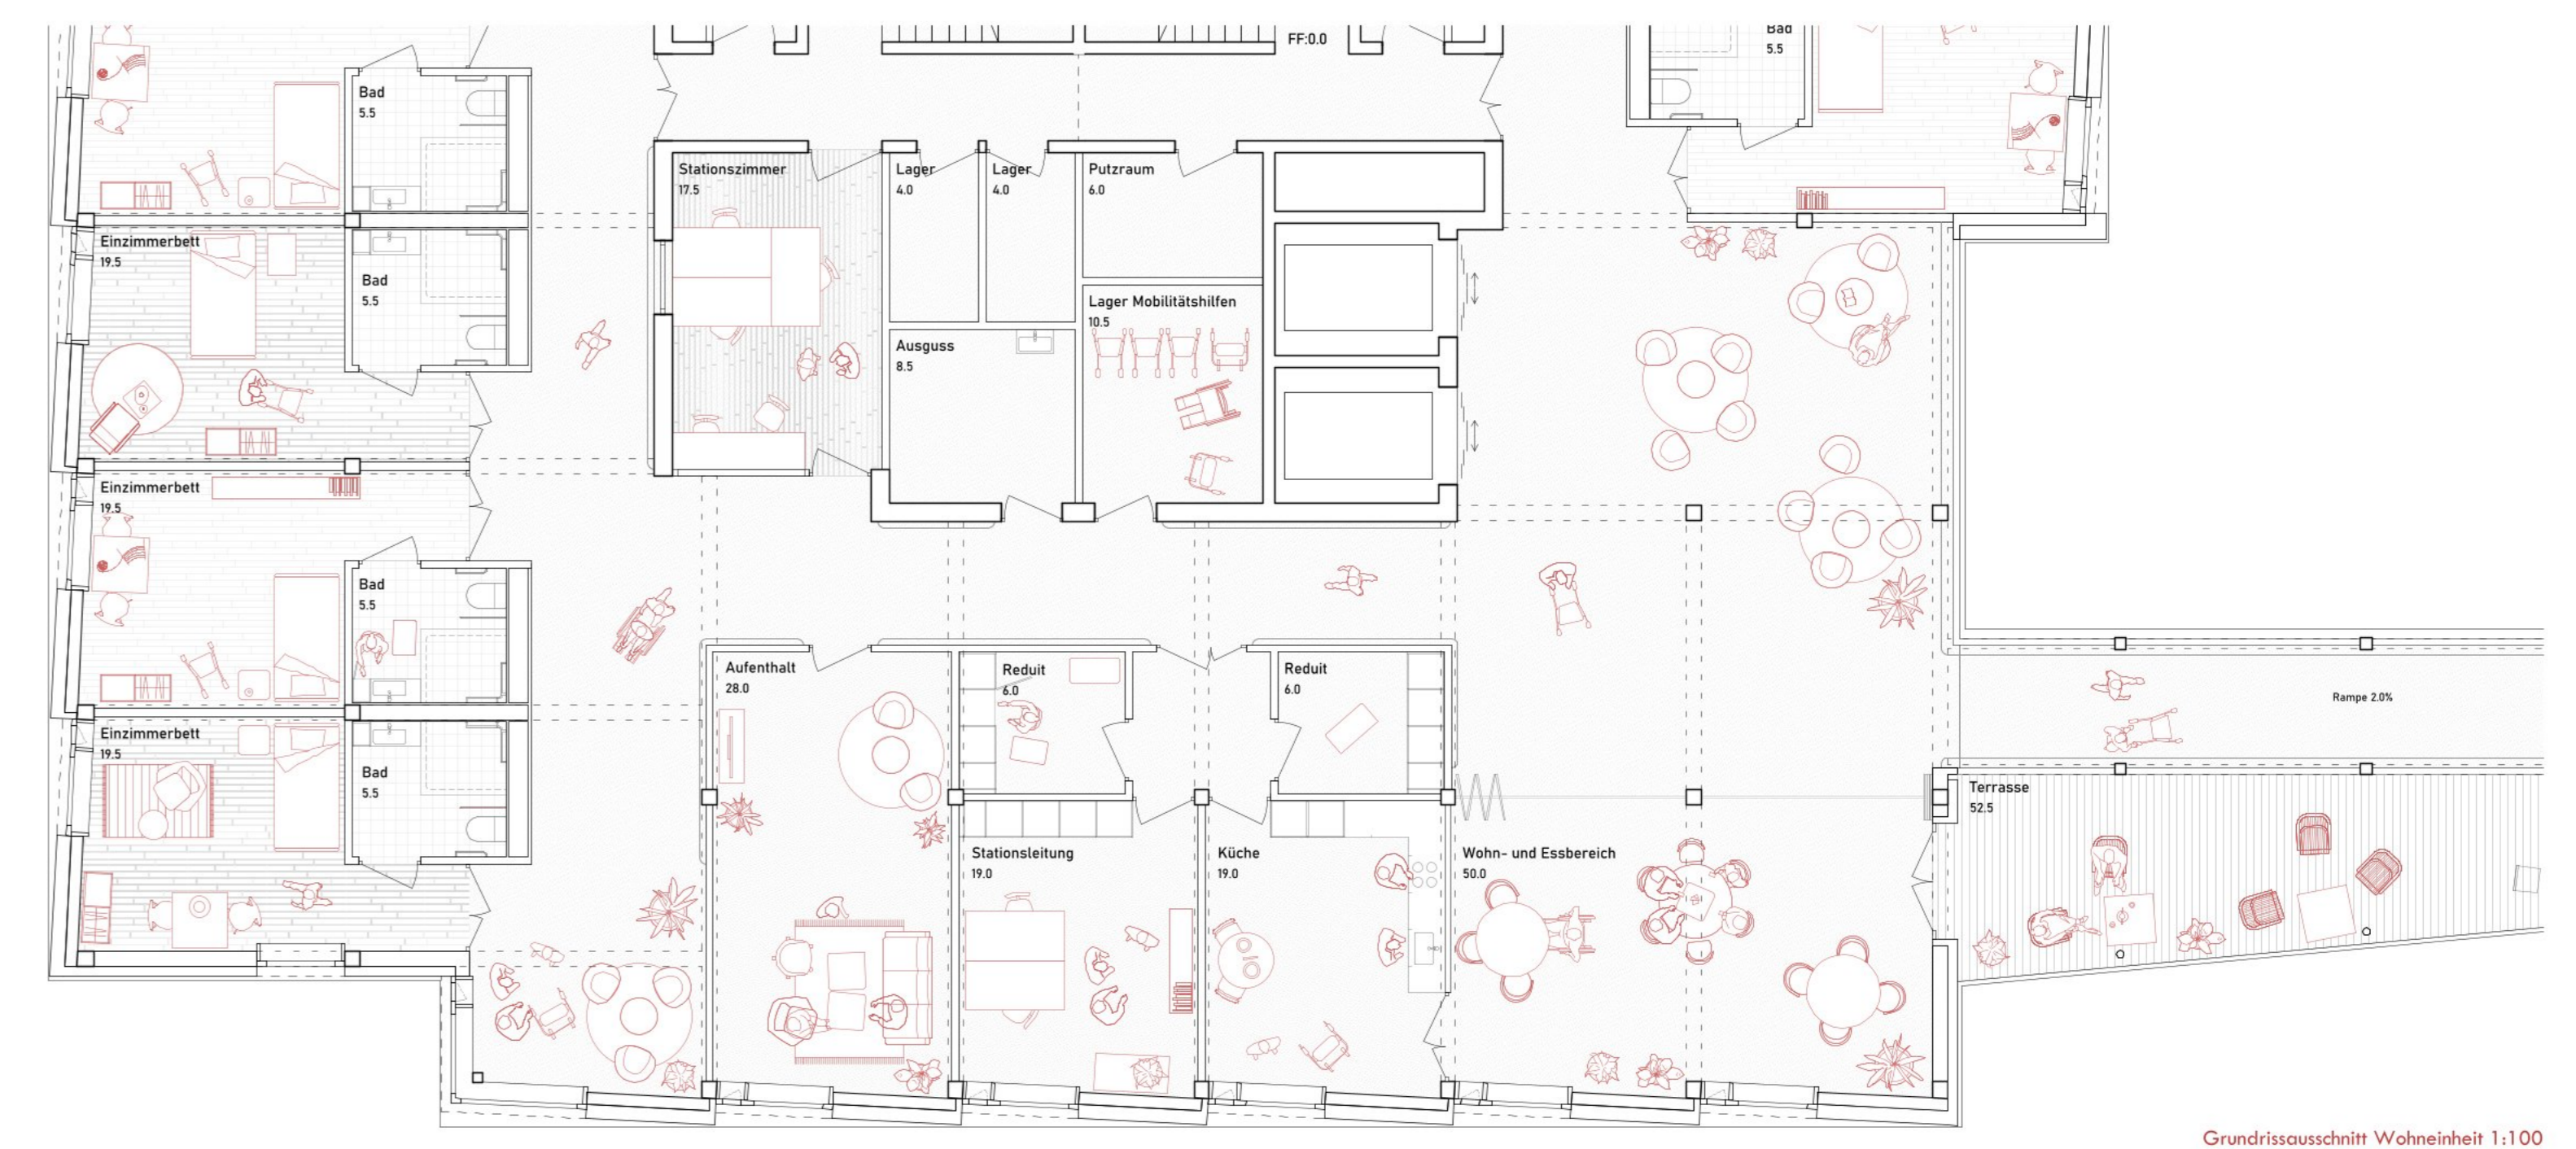 FF:0.0
Bad
5.5
Bad
5.5
Stationszimmer
17.5
Lager
4.0
Lager
4.0
Putzraum
6.0
Einzimmerbett
19.5
Bad
5.5
Lager Mobilitätshilfen
10.5
Ausguss
8.5
Einzimmerbett
19.5
Bad
5.5
Aufenthalt
28.0
Reduit
6.0
Reduit
6.0
Rampe 2.0%
Einzimmerbett
19.5
Bad
5.5
Terrasse
52.5
Stationsleitung
19.0
Küche
19.0
Wohn- und Essbereich
50.0
Grundrissausschnitt Wohneinheit 1:100